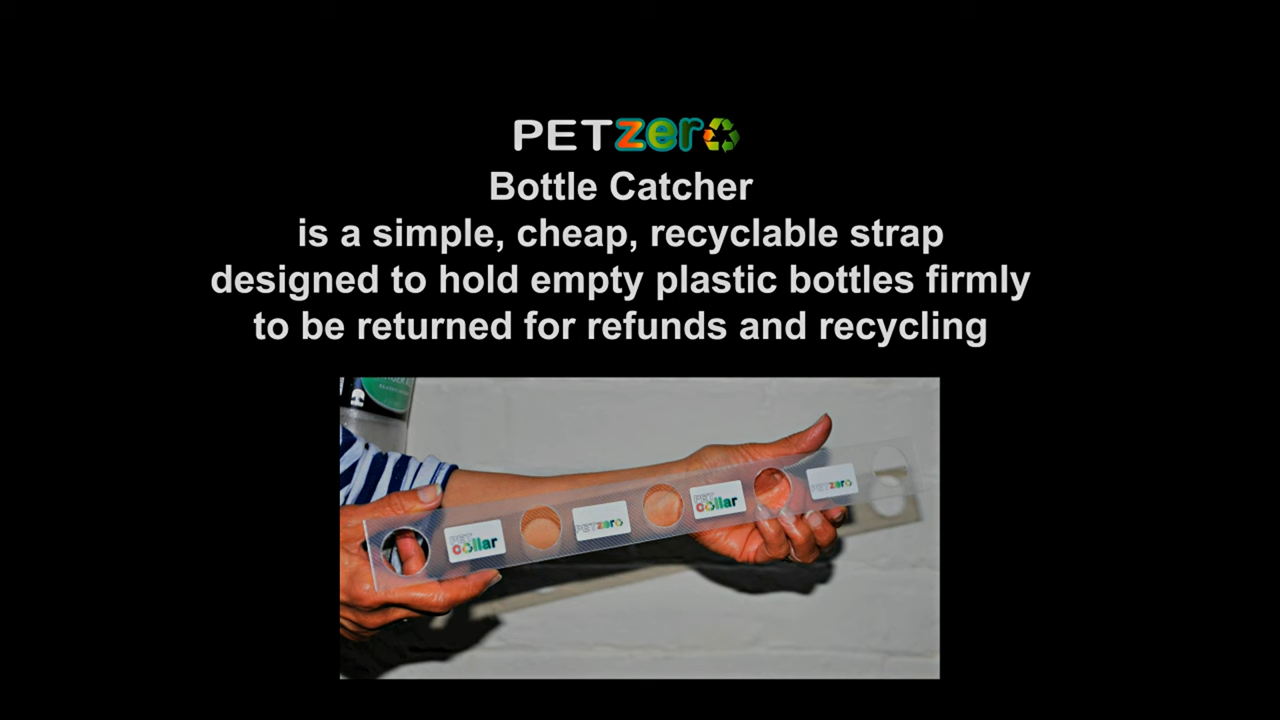 PETzero
Bottle Catcher
is a simple, cheap, recyclable strap
designed to hold empty plastic bottles firmly
to be returned for refunds and recycling
PET
collar
PETzero
PET
collar
PETzero